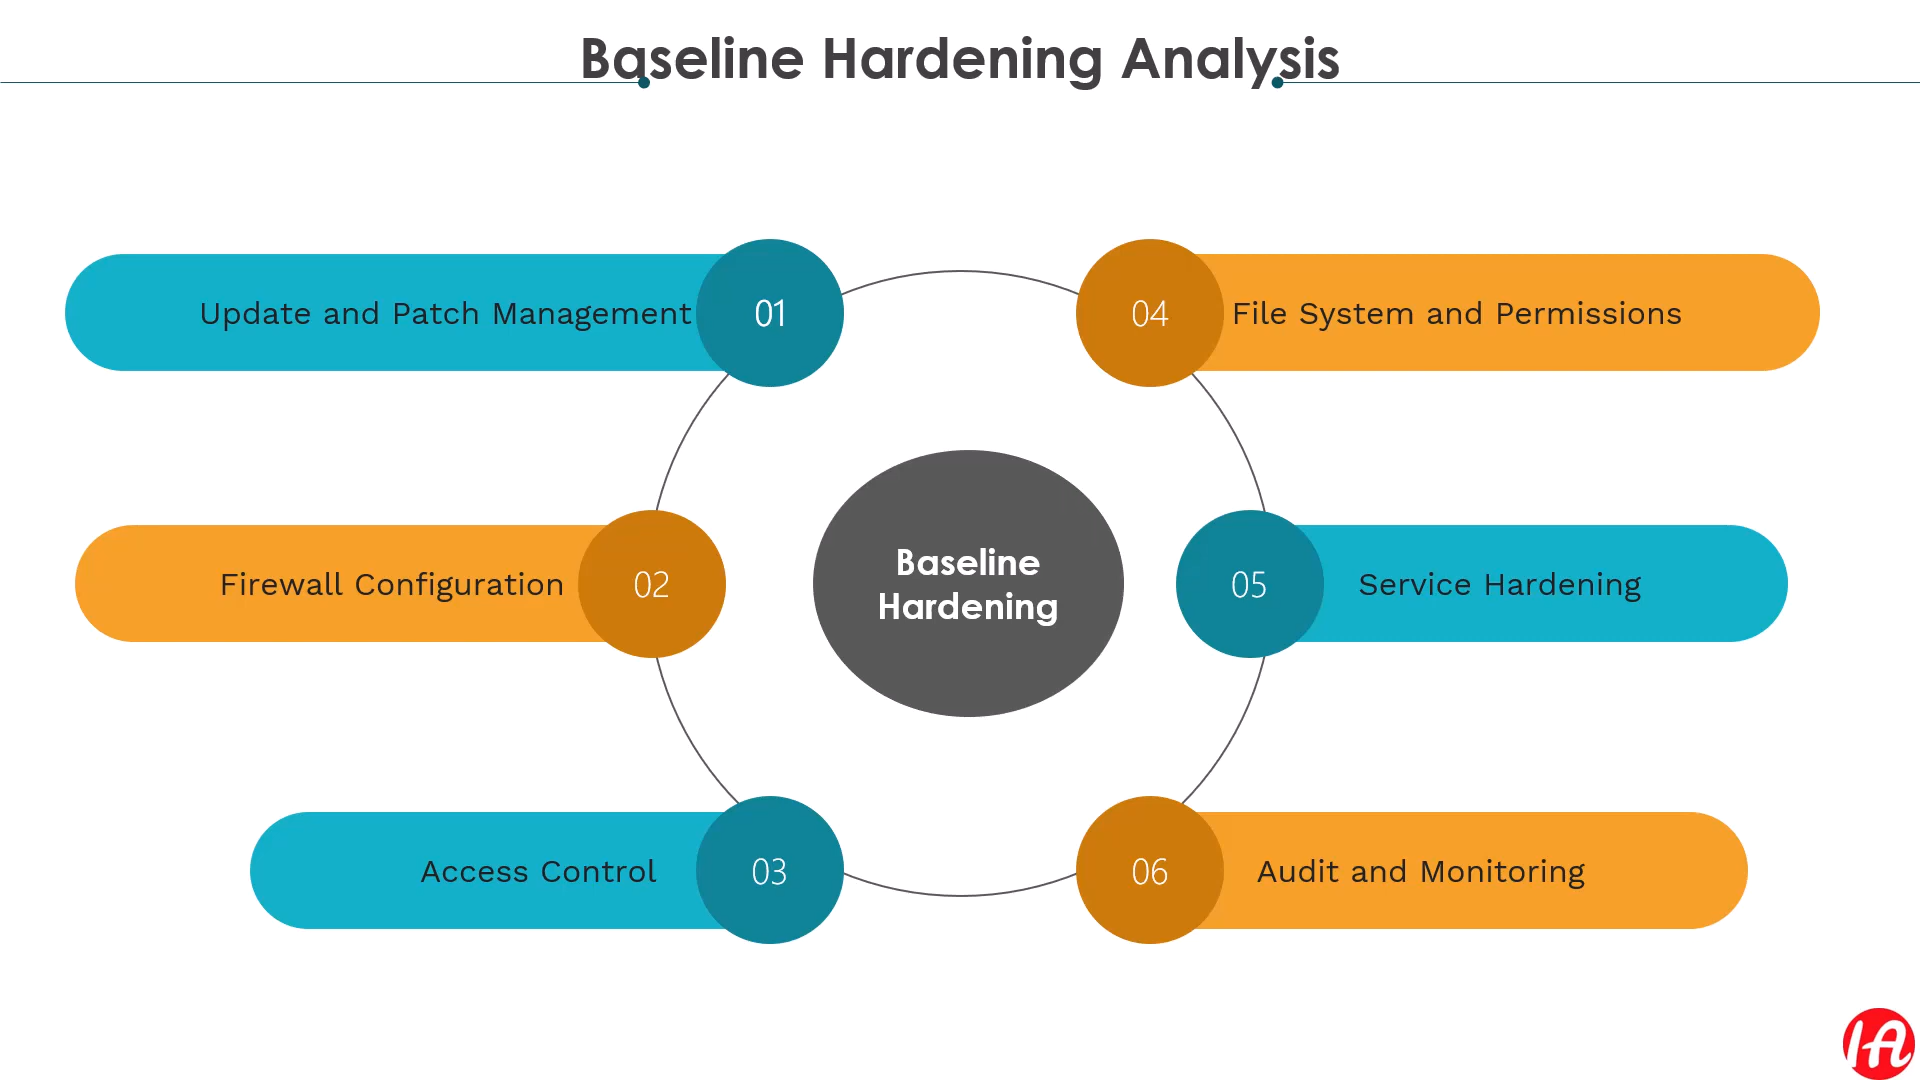 Baseline Hardening Analysis
Update and Patch Management
01
02
Firewall Configuration
Access Control
03
Baseline
Hardening
04
File System and Permissions
05
Service Hardening
06
Audit and Monitoring
IA